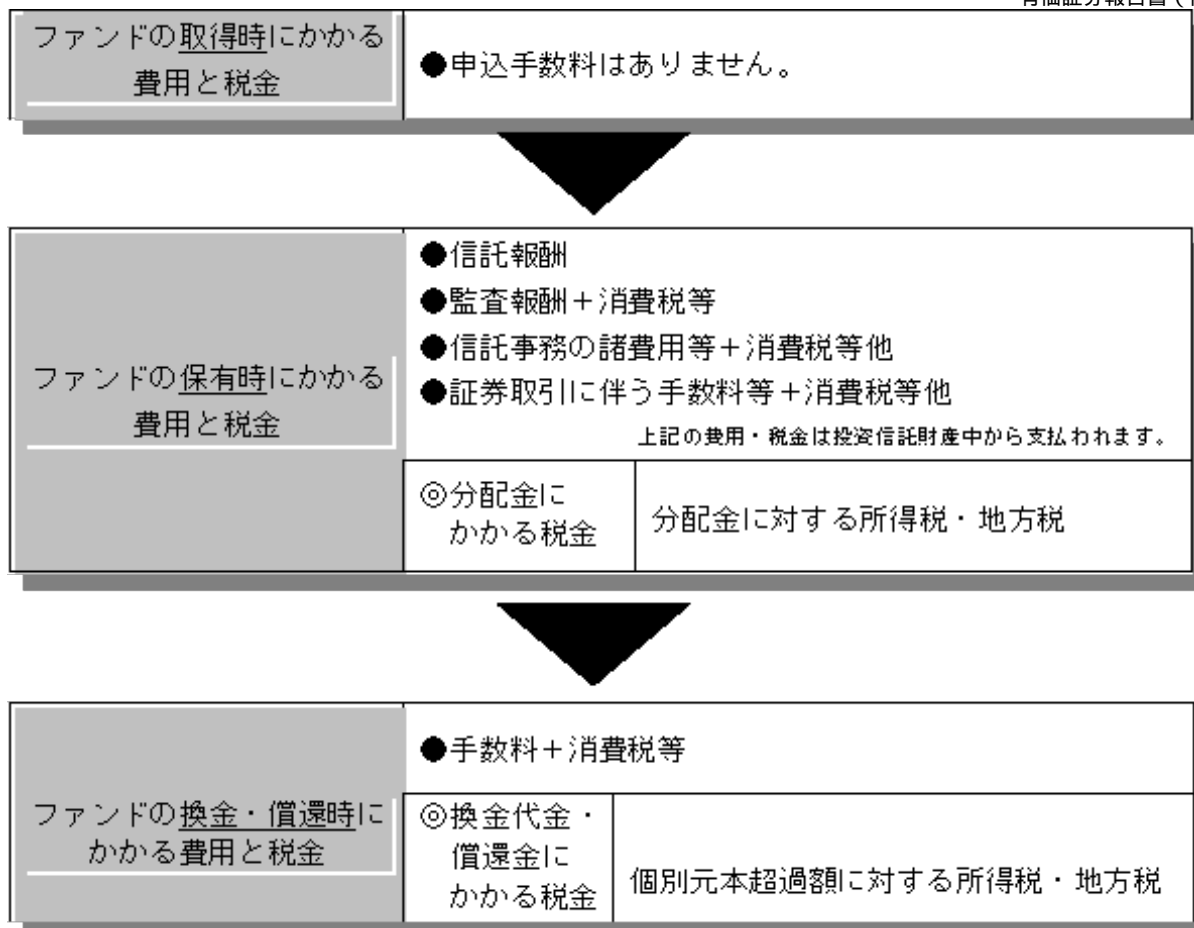 ファンドの取得時にかかる
費用と税金
●申込手数料はありません。
ファンドの保有時にかかる
費用と税金
●信託報酬
●監査報酬＋消費税等
●信託事務の諸費用等＋消費税等他
●証券取引に伴う手数料等＋消費税等他
上記の費用・税金は投資信託財産中から支払われます。
◎分配金に
かかる税金
分配金に対する所得税・地方税
ファンドの換金・償還時に
かかる費用と税金
●手数料＋消費税等
◎換金代金・
償還金に
かかる税金
個別元本超過額に対する所得税・地方税